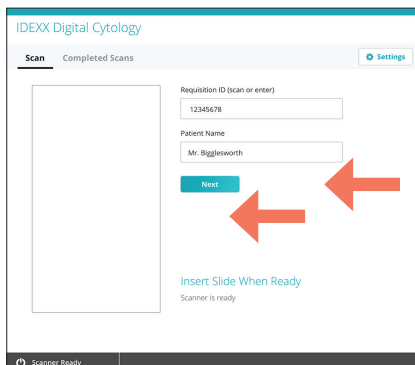 IDEXX Digital Cytology
Scan Completed Scans Settings
Requisition ID (scan or enter)
12345678
Patient Name
Mr. Bigglesworth
Next
Insert Slide When Ready
Scanner is ready
Scanner Ready